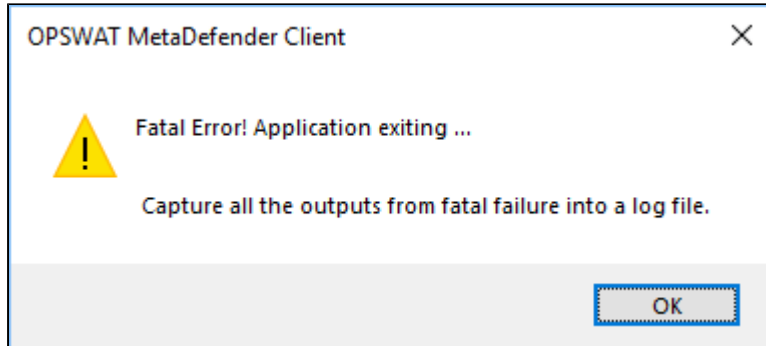 OPSWAT MetaDefender Client
Fatal Error! Application exiting ...
Capture all the outputs from fatal failure into a log file.
OK